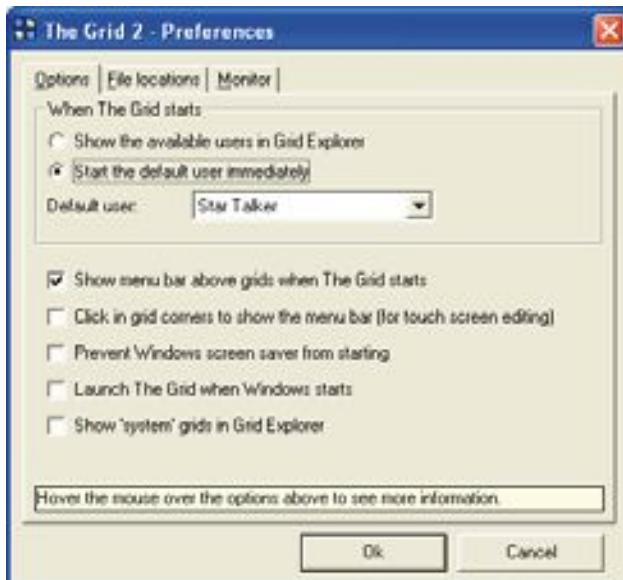 The Grid 2 - Preferences
Options File locations Monitor
When The Grid starts
Show the available users in Grid Explorer
Start the default user immediately
Default user: Star Talker
Show menu bar above grids when The Grid starts
Click in grid corners to show the menu bar (for touch screen editing)
Prevent Windows screen saver from starting
Launch The Grid when Windows starts
Show 'system' grids in Grid Explorer
Hover the mouse over the options above to see more information.
Ok Cancel